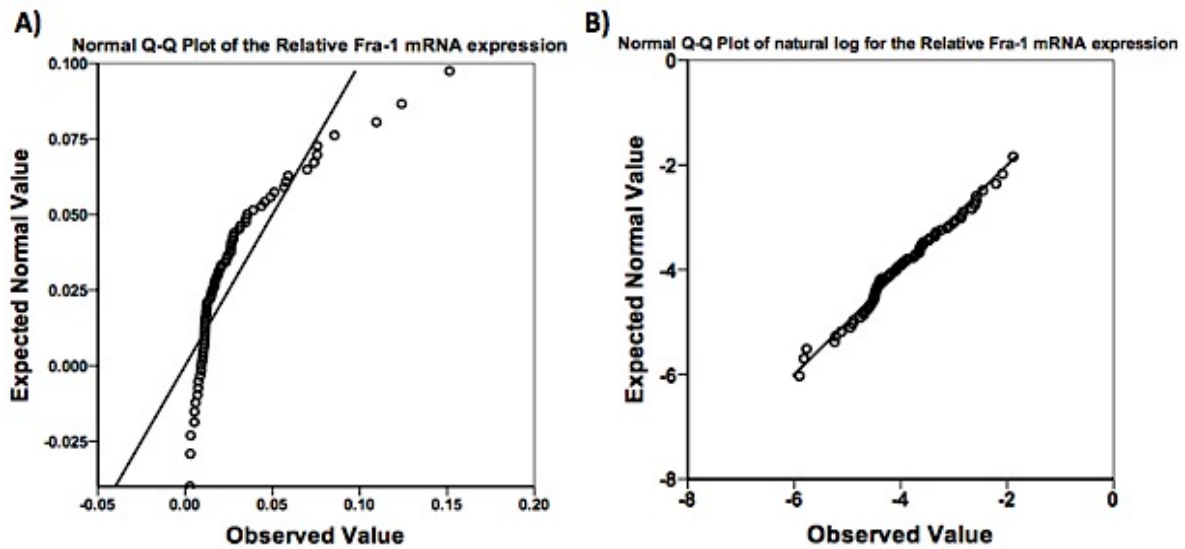 A)
Normal Q-Q Plot of the Relative Fra-1 mRNA expression
Expected Normal Value
0.100
0.075
0.050
0.025
0.000
-0.025
-0.05
0.00
0.05
0.10
0.15
0.20
Observed Value
B)
Normal Q-Q Plot of natural log for the Relative Fra-1 mRNA expression
Expected Normal Value
0
-2
-4
-6
-8
-8
-6
-4
-2
0
Observed Value